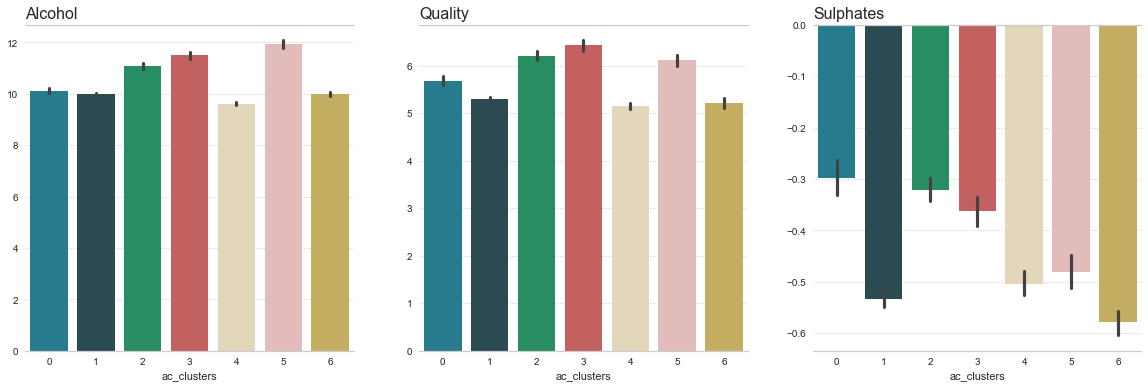 Alcohol
12
10
8
6
4
2
0
0 1 2 3 4 5 6
ac_clusters
Quality
6
5
4
3
2
1
0
0 1 2 3 4 5 6
ac_clusters
Sulphates
0.0
−0.1
−0.2
−0.3
−0.4
−0.5
−0.6
0 1 2 3 4 5 6
ac_clusters